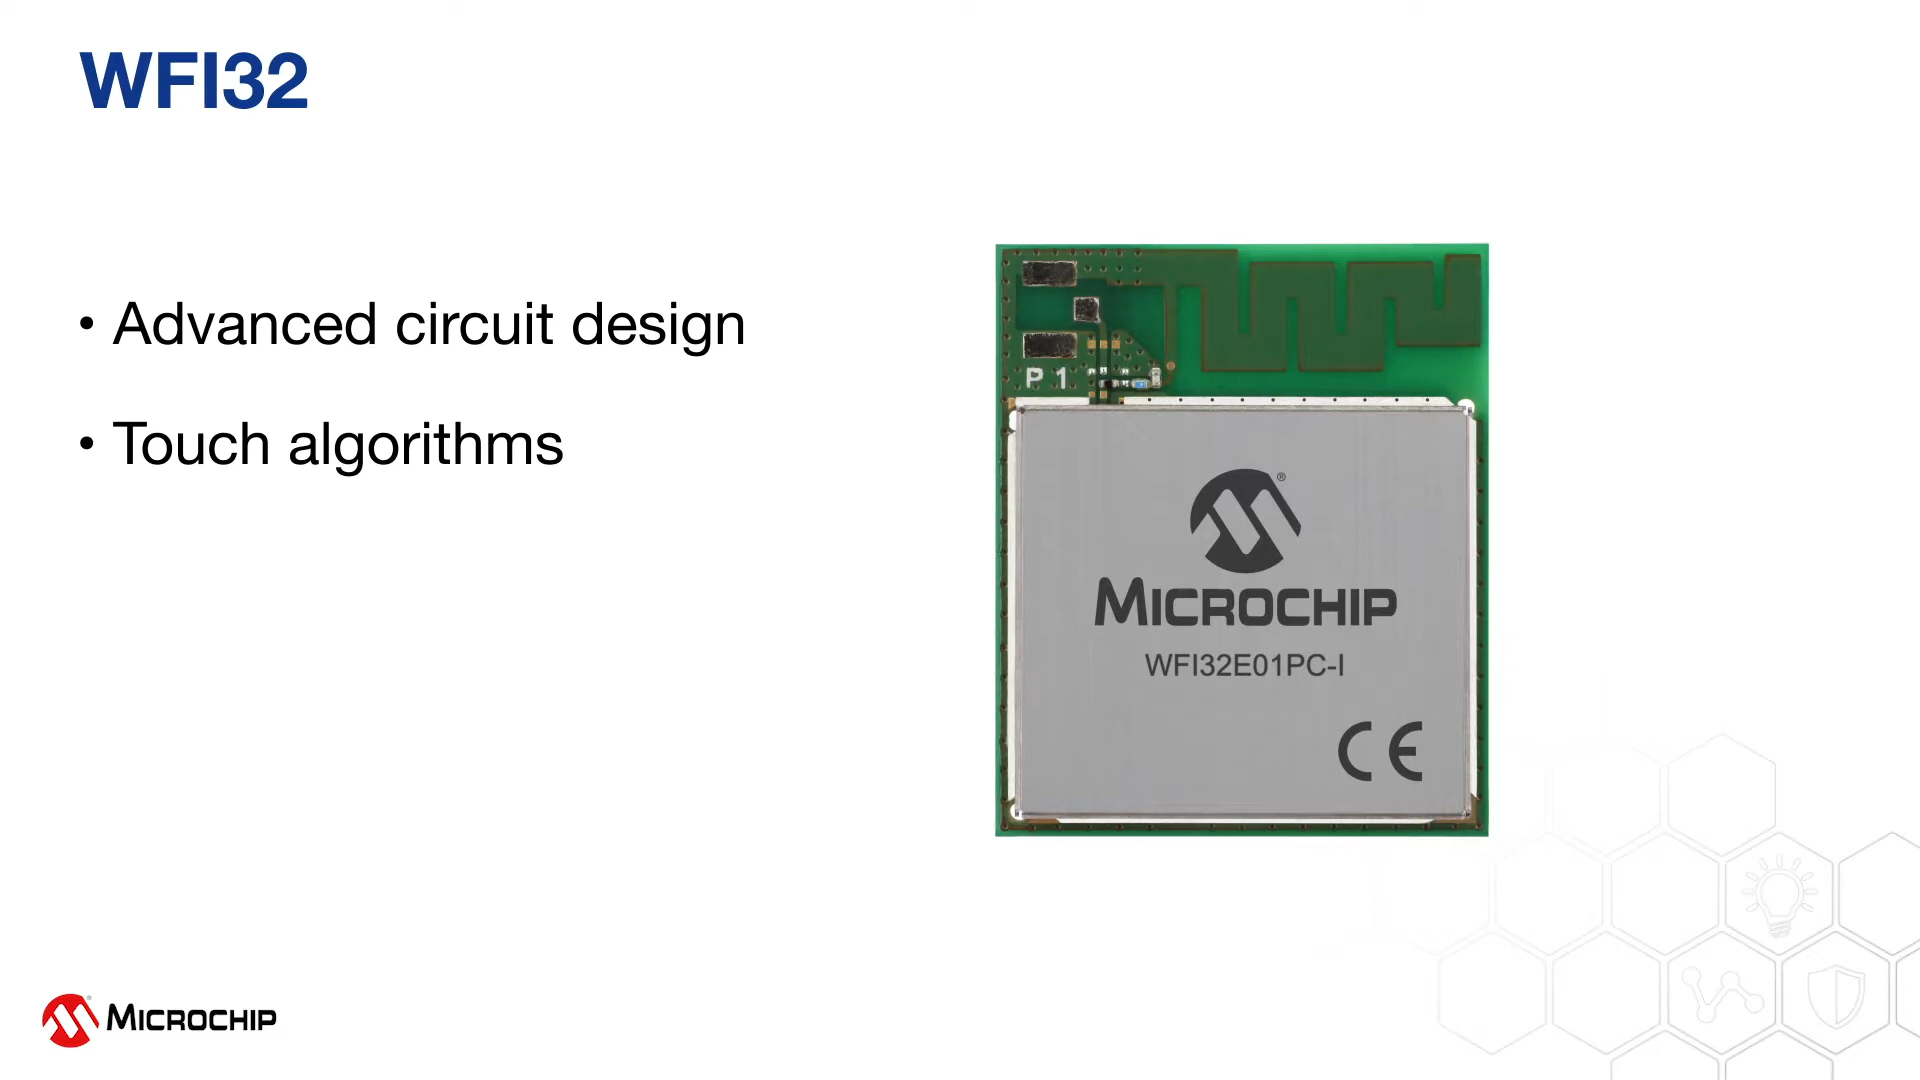 WFI32
• Advanced circuit design
• Touch algorithms
P 1
®
MICROCHIP
WFI32E01PC-I
CE
MICROCHIP